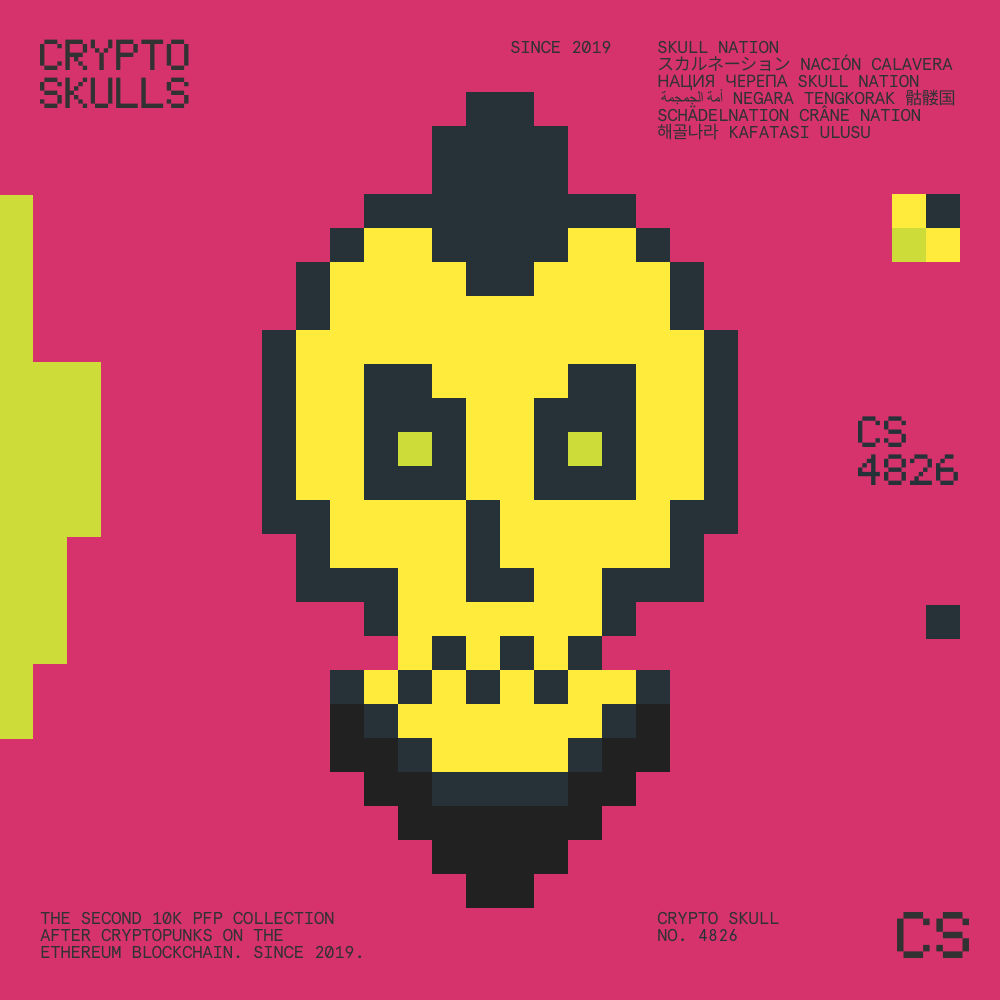 CRYPTO
SKULLS
SINCE 2019
SKULL NATION
スカルネーション NACIÓN CALAVERA
НАЦИЯ ЧЕРЕПА SKULL NATION
أمة الجمجمة NEGARA TENGKORAK 骷髅国
SCHÄDELNATION CRÂNE NATION
해골나라 KAFATASI ULUSU
CS
4826
THE SECOND 10K PFP COLLECTION
AFTER CRYPTOPUNKS ON THE
ETHEREUM BLOCKCHAIN. SINCE 2019.
CRYPTO SKULL
NO. 4826
CS